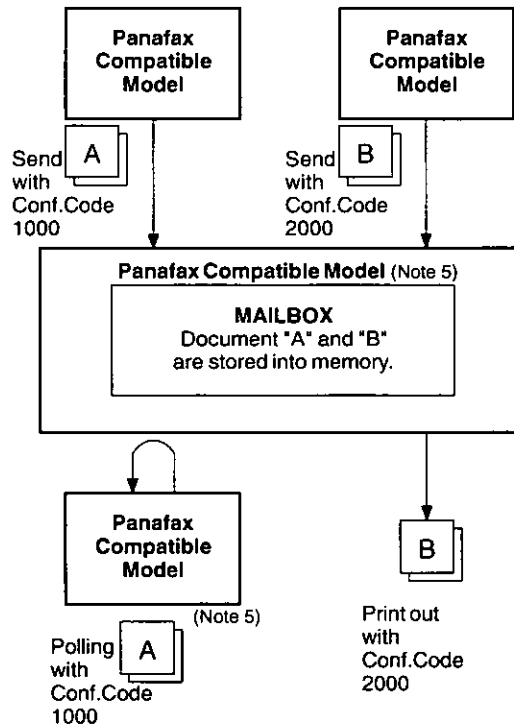 Panafax
Compatible
Model
Panafax
Compatible
Model
A
Send
with
Conf.Code
1000
B
Send
with
Conf.Code
2000
Panafax Compatible Model (Note 5)
MAILBOX
Document "A" and "B"
are stored into memory.
Panafax
Compatible
Model
(Note 5)
A
Polling
with
Conf.Code
1000
B
Print out
with
Conf.Code
2000